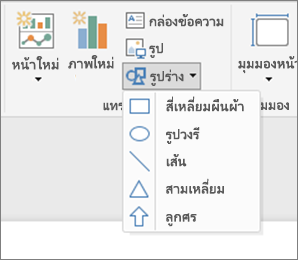 หน้าใหม่
ภาพใหม่
กล่องข้อความ
รูป
รูปร่าง
มุมมองหน้
แทร
มอง
สี่เหลี่ยมผืนผ้า
รูปวงรี
เส้น
สามเหลี่ยม
ลูกศร